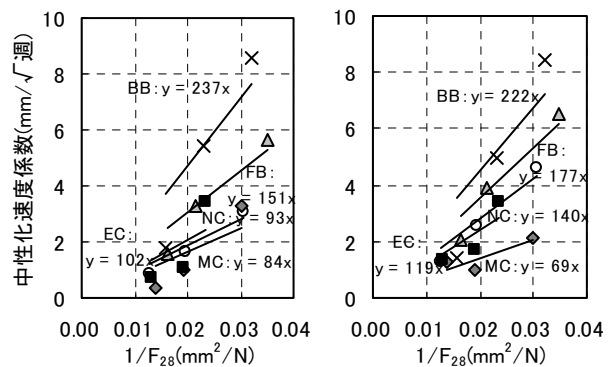 中性化速度係数(mm/√週)
10
8
6
4
2
0
BB: y = 237x
FB:
y = 151x
NC: y = 93x
EC:
y = 102x
MC: y = 84x
0.00 0.01 0.02 0.03 0.04
1/F28(mm2/N)
10
8
6
4
2
0
BB: y = 222x
FB:
y = 177x
NC: y = 140x
EC:
y = 119x
MC: y = 69x
0.00 0.01 0.02 0.03 0.04
1/F28(mm2/N)